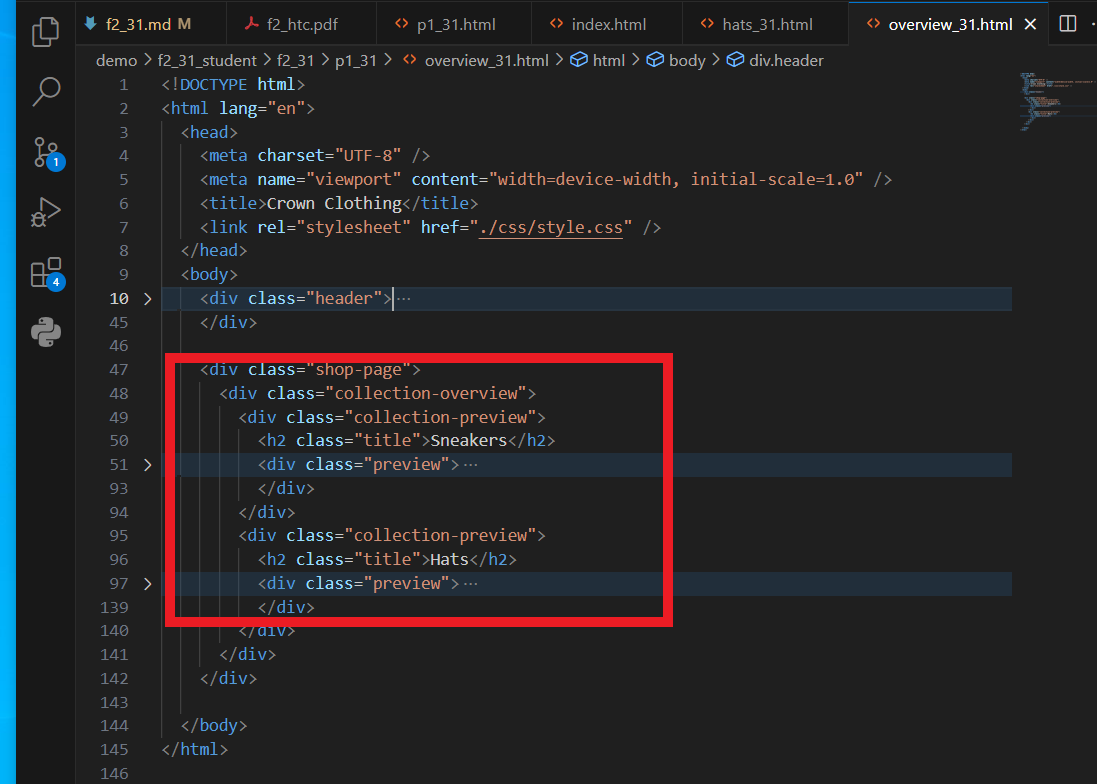 f2_31.md M f2_htc.pdf p1_31.html index.html hats_31.html overview_31.html
demo > f2_31_student > f2_31 > p1_31 > overview_31.html > html > body > div.header
1 <!DOCTYPE html>
2 <html lang="en">
3 <head>
4 <meta charset="UTF-8" />
5 <meta name="viewport" content="width=device-width, initial-scale=1.0" />
6 <title>Crown Clothing</title>
7 <link rel="stylesheet" href="./css/style.css" />
8 </head>
9 <body>
10 > <div class="header">···
45 </div>
46
47 <div class="shop-page">
48 <div class="collection-overview">
49 <div class="collection-preview">
50 <h2 class="title">Sneakers</h2>
51 > <div class="preview">···
93 </div>
94 </div>
95 <div class="collection-preview">
96 <h2 class="title">Hats</h2>
97 > <div class="preview">···
139 </div>
140 </div>
141 </div>
142 </div>
143
144 </body>
145 </html>
146
1
4